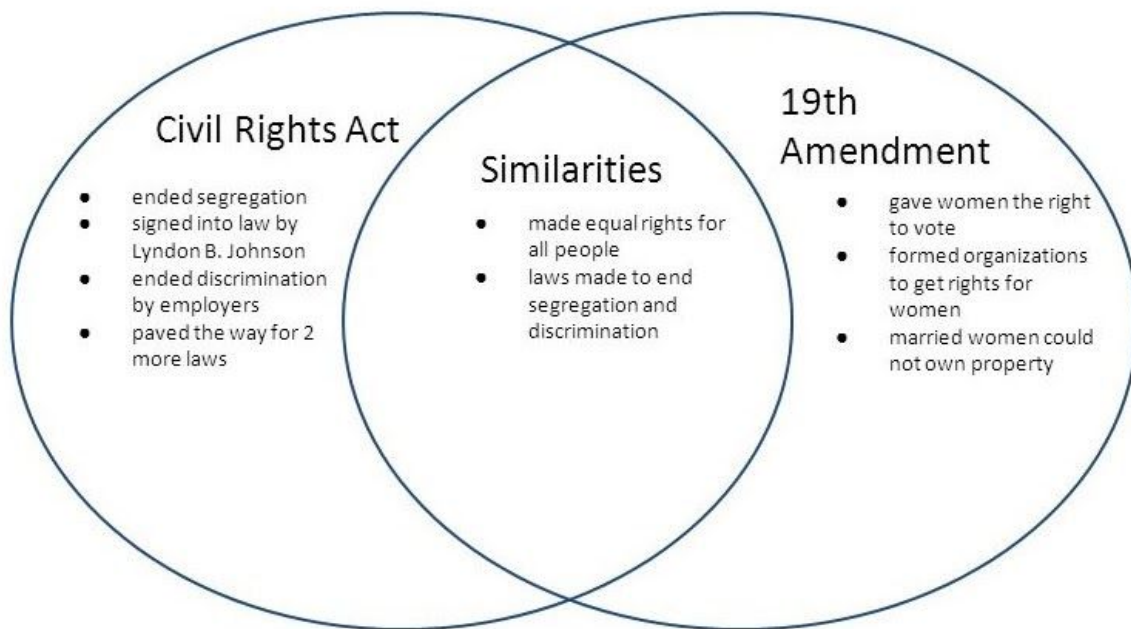 Civil Rights Act
● ended segregation
● signed into law by
Lyndon B. Johnson
● ended discrimination
by employers
● paved the way for 2
more laws
Similarities
● made equal rights for
all people
● laws made to end
segregation and
discrimination
19th
Amendment
● gave women the right
to vote
● formed organizations
to get rights for
women
● married women could
not own property